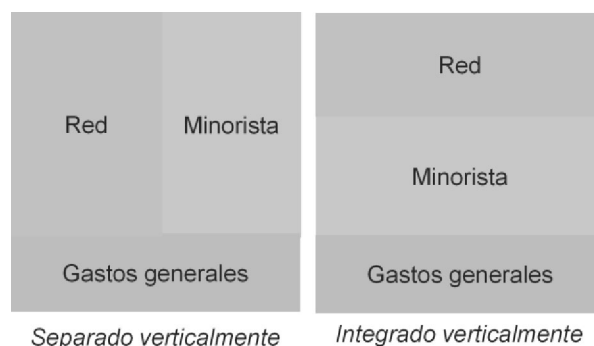 Red
Minorista
Gastos generales
Separado verticalmente
Red
Minorista
Gastos generales
Integrado verticalmente